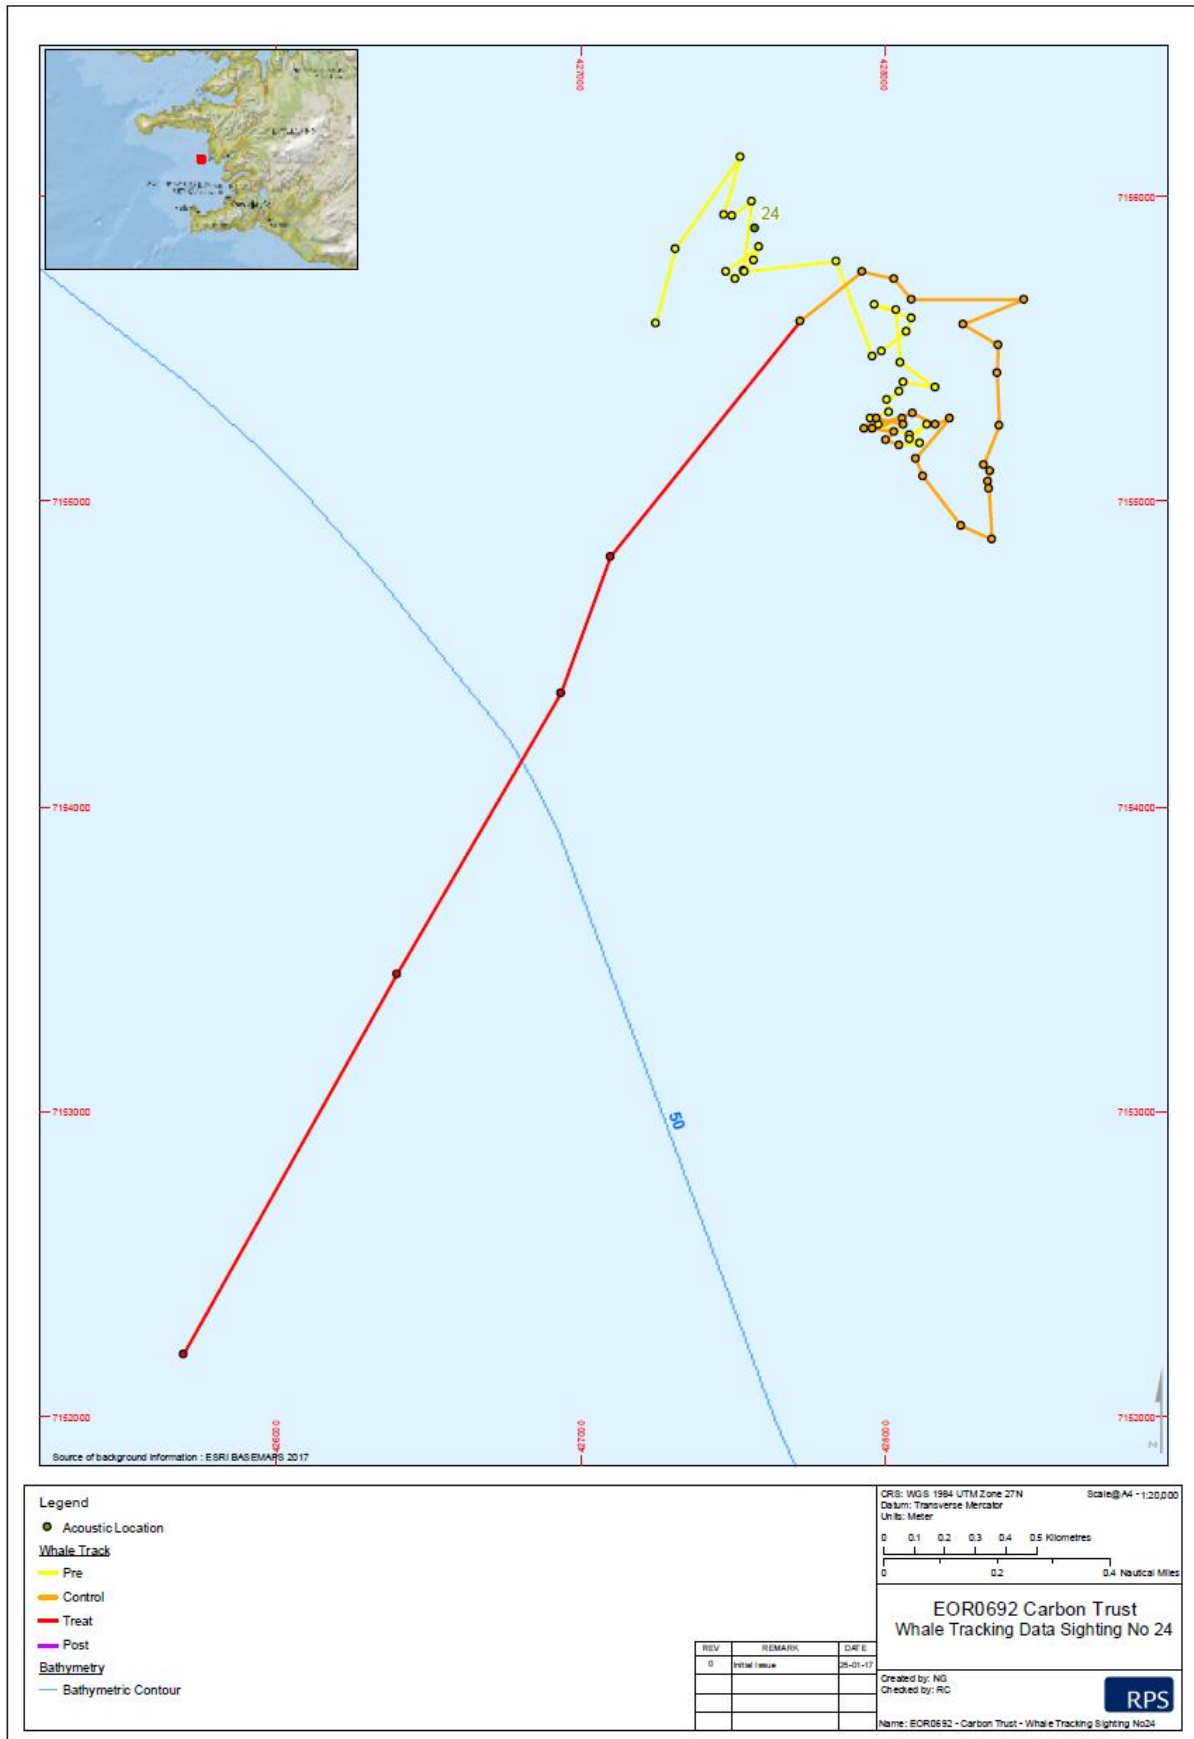 427000
428000
7156000
7156000
24
7155000
7155000
7154000
7154000
7153000
7153000
50
7152000
7152000
426000
427000
428000
N
Source of background information : ESRI BASEMAPS 2017
Legend
Acoustic Location
Whale Track
Pre
Control
Treat
Post
Bathymetry
Bathymetric Contour
REV REMARK DATE
0 Initial Issue 25-01-17
CRS: WGS 1984 UTM Zone 27N Scale@A4 - 1:20,000
Datum: Transverse Mercator
Units: Meter
0 0.1 0.2 0.3 0.4 0.5 Kilometres
0 0.2 0.4 Nautical Miles
EOR0692 Carbon Trust
Whale Tracking Data Sighting No 24
Created by: NG
Checked by: RC
RPS
Name: EOR0692 - Carbon Trust - Whale Tracking Sighting No24